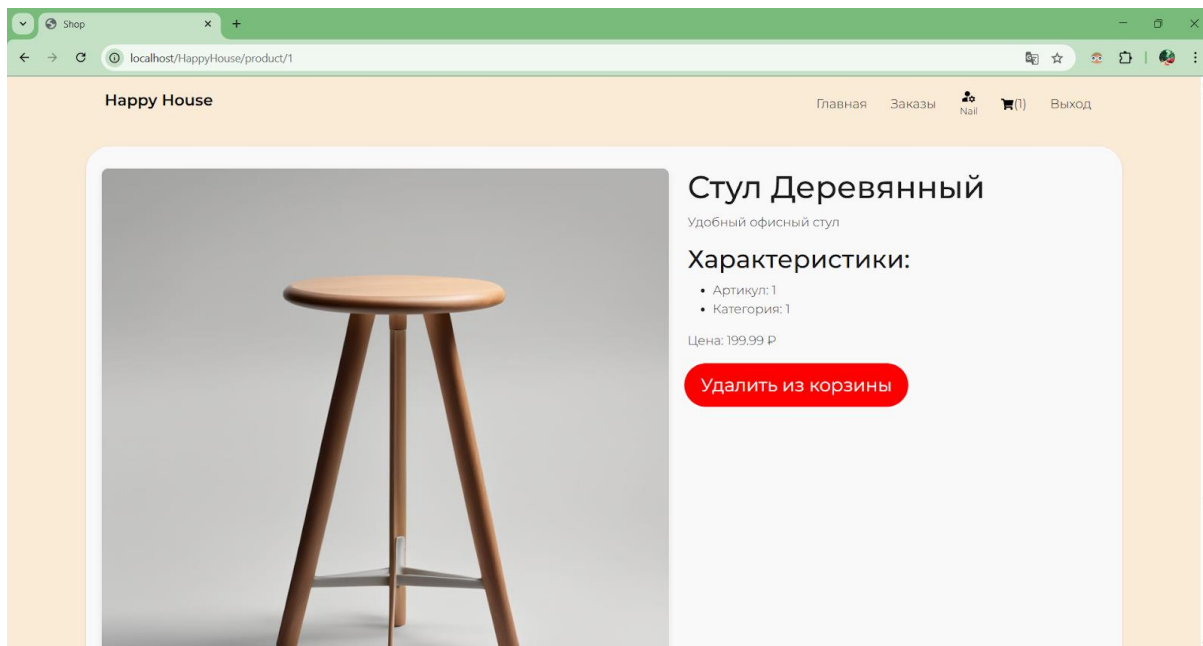 Shop
localhost/HappyHouse/product/1
Happy House
Главная Заказы Nail (1) Выход
Стул Деревянный
Удобный офисный стул
Характеристики:
• Артикул: 1
• Категория: 1
Цена: 199.99 ₽
Удалить из корзины